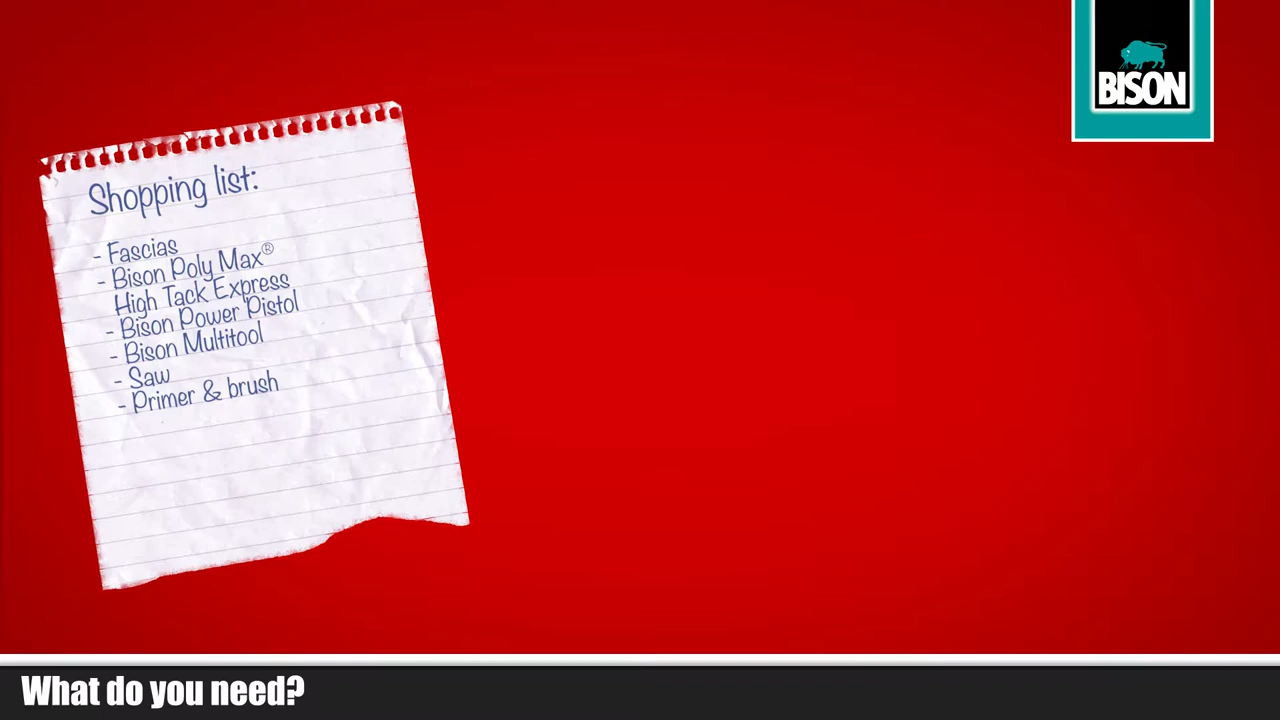 BISON
Shopping list:
- Fascias
- Bison Poly Max®
High Tack Express
- Bison Power Pistol
- Bison Multitool
- Saw
- Primer & brush
What do you need?